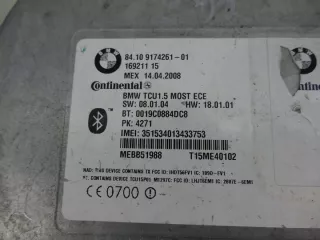 84.10 9174261-01
169211 15
MEX 14.04.2008
Continental
BMW TCU1.5 MOST ECE
SW: 08.01.04 HW: 18.01.01
BT: 0019C0884DC8
PK: 4271
IMEI: 351534013433753
MEBB51988 T15ME40102
CE 0700